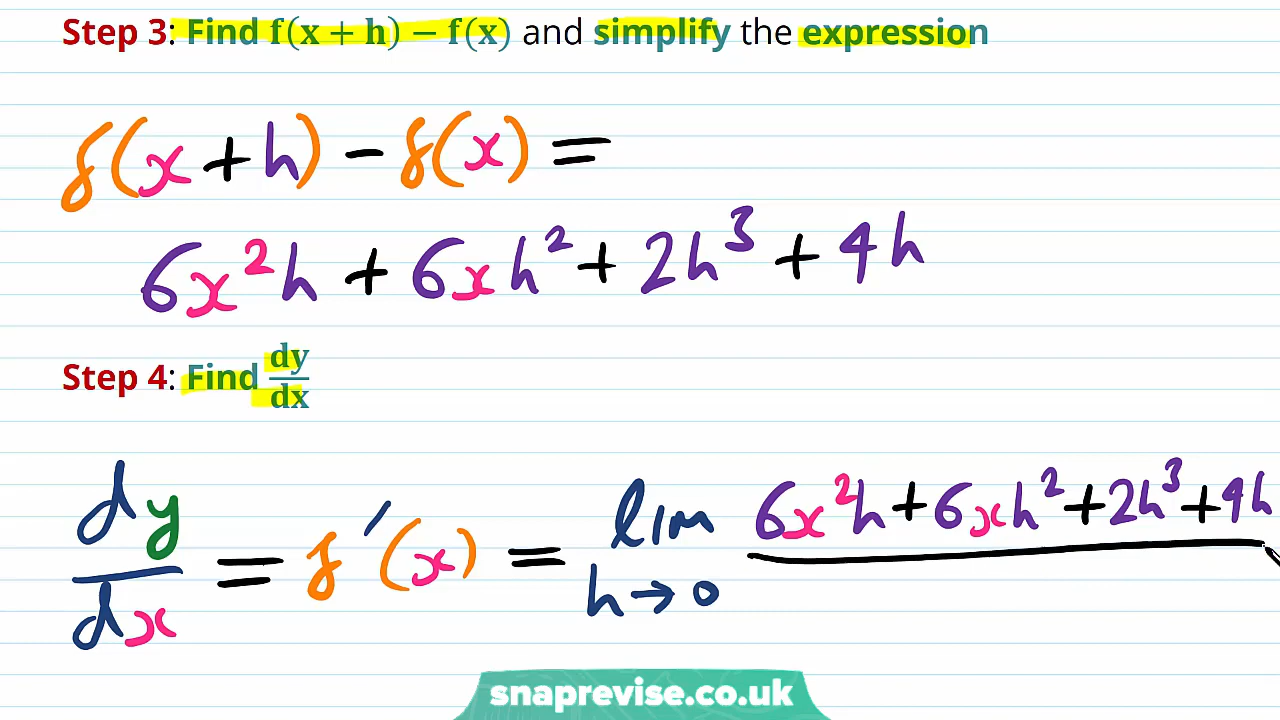 Step 3: Find f(x + h) − f(x) and simplify the expression
f(x + h) − f(x) =
6x²h + 6xh² + 2h³ + 4h
Step 4: Find dy/dx
dy/dx = f'(x) = lim h→0 6x²h + 6xh² + 2h³ + 4h
snaprevise.co.uk